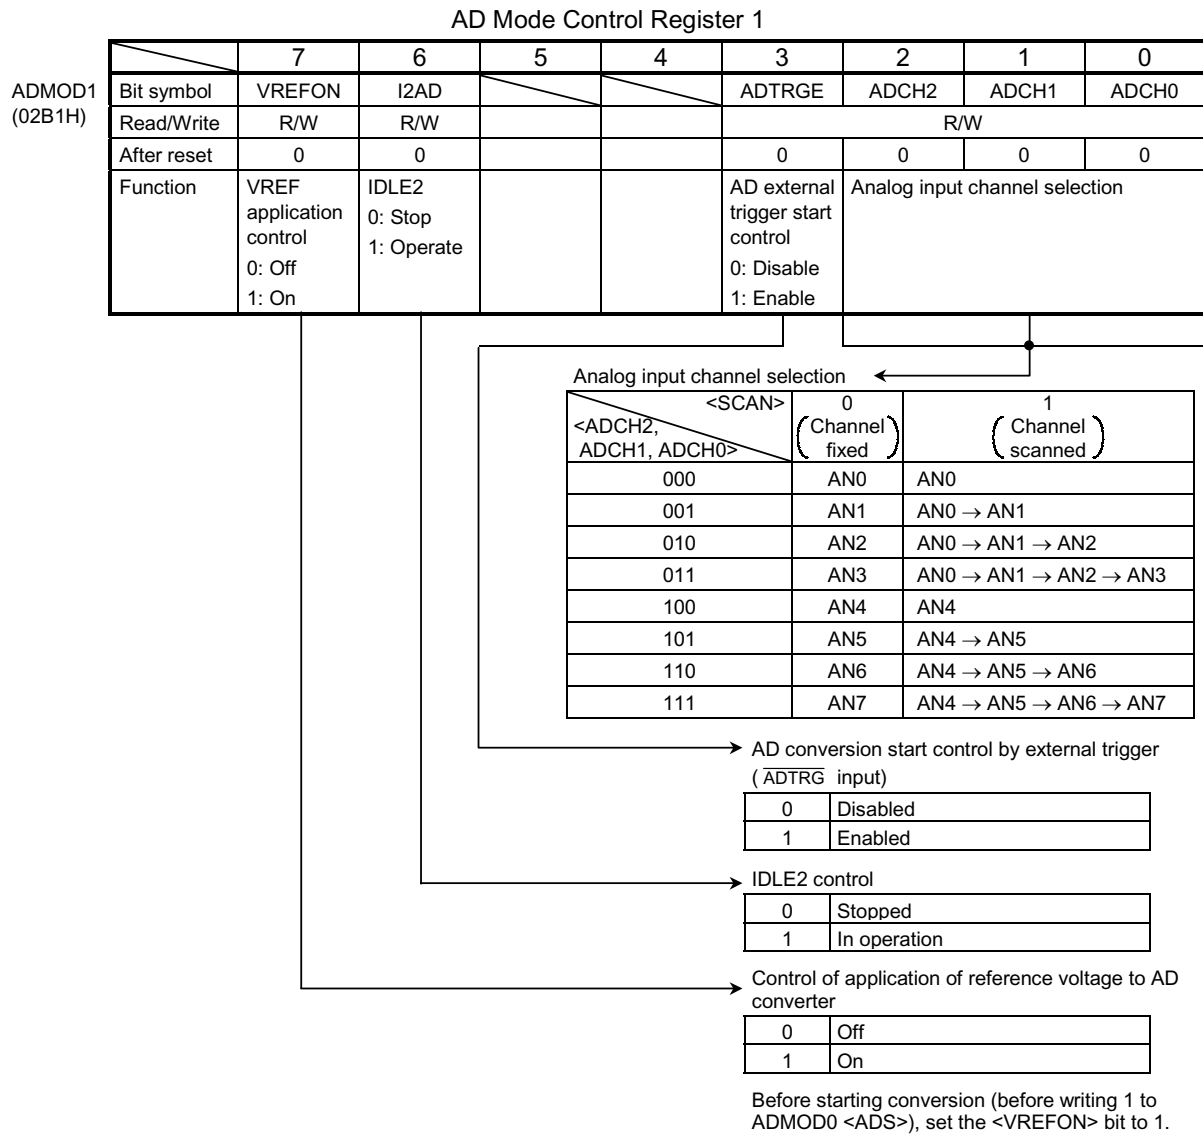 AD Mode Control Register 1
7 6 5 4 3 2 1 0
ADMOD1 (02B1H)
Bit symbol VREFON I2AD ADTRGE ADCH2 ADCH1 ADCH0
Read/Write R/W R/W R/W
After reset 0 0 0 0 0 0
Function
VREF
application
control
0: Off
1: On
IDLE2
0: Stop
1: Operate
AD external
trigger start
control
0: Disable
1: Enable
Analog input channel selection
Analog input channel selection
<SCAN>
<ADCH2,
ADCH1, ADCH0>
0
(Channel
fixed)
1
(Channel
scanned)
000 AN0 AN0
001 AN1 AN0 → AN1
010 AN2 AN0 → AN1 → AN2
011 AN3 AN0 → AN1 → AN2 → AN3
100 AN4 AN4
101 AN5 AN4 → AN5
110 AN6 AN4 → AN5 → AN6
111 AN7 AN4 → AN5 → AN6 → AN7
AD conversion start control by external trigger
( ADTRG input)
0 Disabled
1 Enabled
IDLE2 control
0 Stopped
1 In operation
Control of application of reference voltage to AD
converter
0 Off
1 On
Before starting conversion (before writing 1 to
ADMOD0 <ADS>), set the <VREFON> bit to 1.